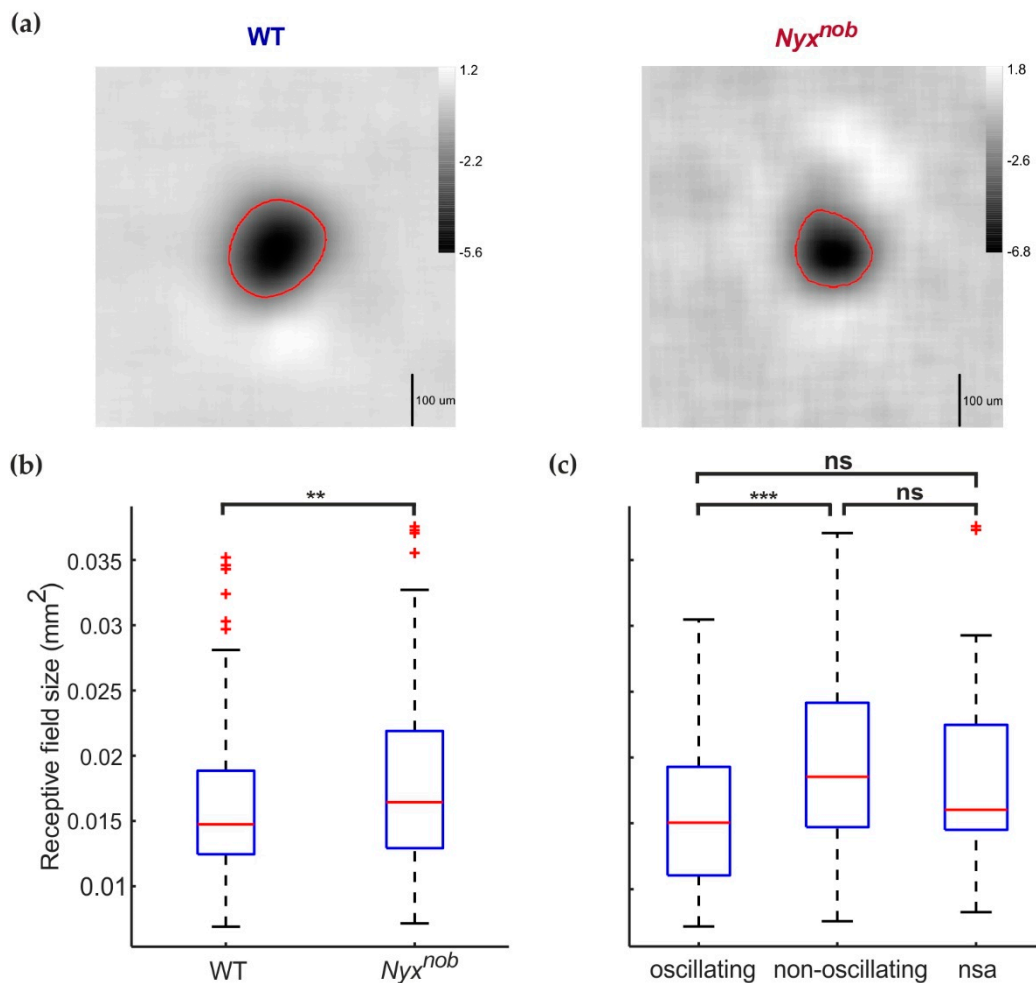 (a)
WT
Nyx^nob
1.2
-2.2
-5.6
100 um
1.8
-2.6
-6.8
100 um
(b)
**
Receptive field size (mm²)
0.035
0.03
0.025
0.02
0.015
0.01
WT
Nyx^nob
(c)
ns
***
ns
oscillating
non-oscillating
nsa